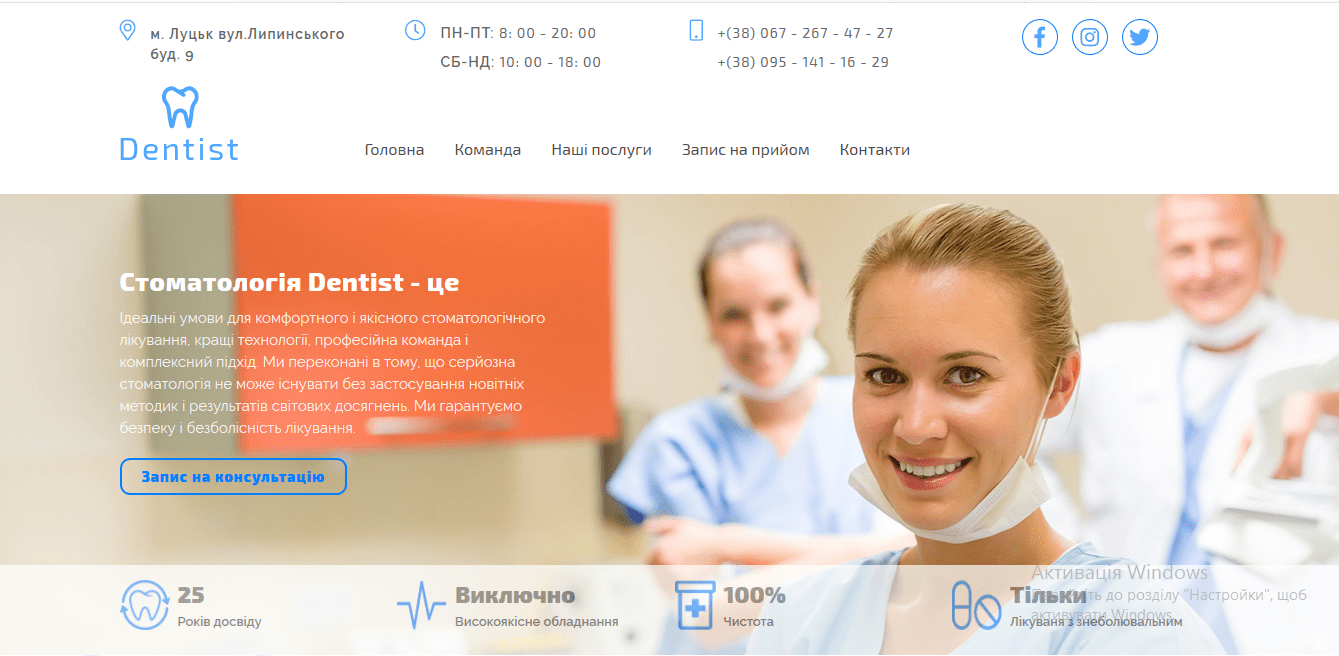 м. Луцьк вул.Липинського
буд. 9
ПН-ПТ: 8: 00 - 20: 00
СБ-НД: 10: 00 - 18: 00
+(38) 067 - 267 - 47 - 27
+(38) 095 - 141 - 16 - 29
Dentist
Головна Команда Наші послуги Запис на прийом Контакти
Стоматологія Dentist - це
Ідеальні умови для комфортного і якісного стоматологічного
лікування, кращі технології, професійна команда і
комплексний підхід. Ми переконані в тому, що серйозна
стоматологія не може існувати без застосування новітніх
методик і результатів світових досягнень. Ми гарантуємо
безпеку і безболісність лікування.
Запис на консультацію
25
Років досвіду
Виключно
Високоякісне обладнання
100%
Чистота
Тільки
Лікуваня з знеболювальним
Активація Windows
до розділу "Настройки", щоб
активувати Windows.